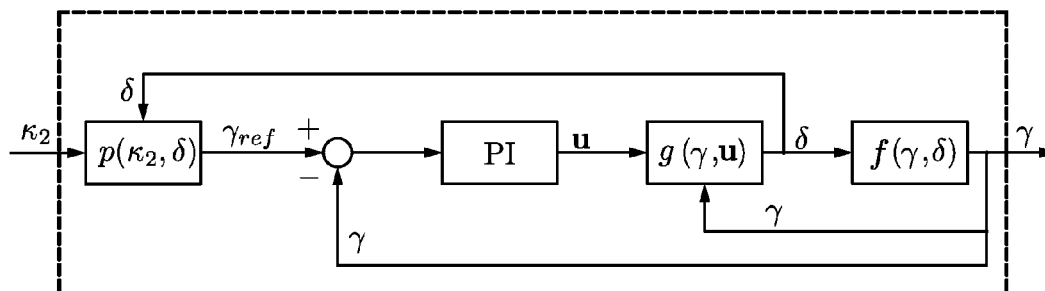 δ
κ₂
p(κ₂, δ)
γ_ref
+
−
PI
u
g (γ,u)
δ
f(γ, δ)
γ
γ
γ